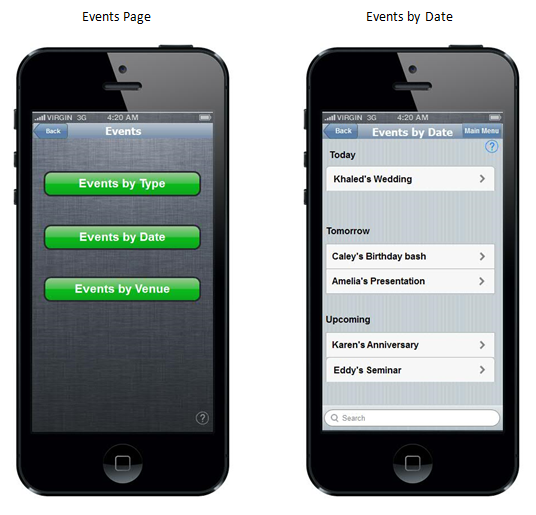 Events Page
VIRGIN 3G 4:20 AM
Back Events
Events by Type
Events by Date
Events by Venue
?
Events by Date
VIRGIN 3G 4:20 AM
Back Events by Date Main Menu
?
Today
Khaled's Wedding
Tomorrow
Caley's Birthday bash
Amelia's Presentation
Upcoming
Karen's Anniversary
Eddy's Seminar
Search